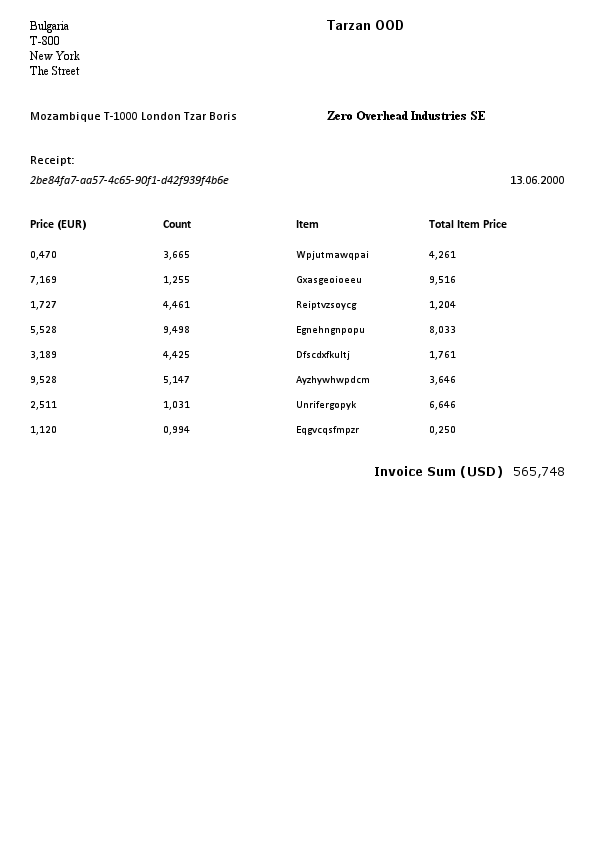 Bulgaria
T-800
New York
The Street
Tarzan OOD
Mozambique T-1000 London Tzar Boris
Zero Overhead Industries SE
Receipt:
2be84fa7-aa57-4c65-90f1-d42f939f4b6e
13.06.2000
Price (EUR) Count Item Total Item Price
0,470 3,665 Wpjutmawqpai 4,261
7,169 1,255 Gxasgeoioeeu 9,516
1,727 4,461 Reiptvzsoycg 1,204
5,528 9,498 Egnehngnpopu 8,033
3,189 4,425 Dfscdxfkultj 1,761
9,528 5,147 Ayzhywhwpdcm 3,646
2,511 1,031 Unrifergopyk 6,646
1,120 0,994 Eqgvcqsfmpzr 0,250
Invoice Sum (USD) 565,748